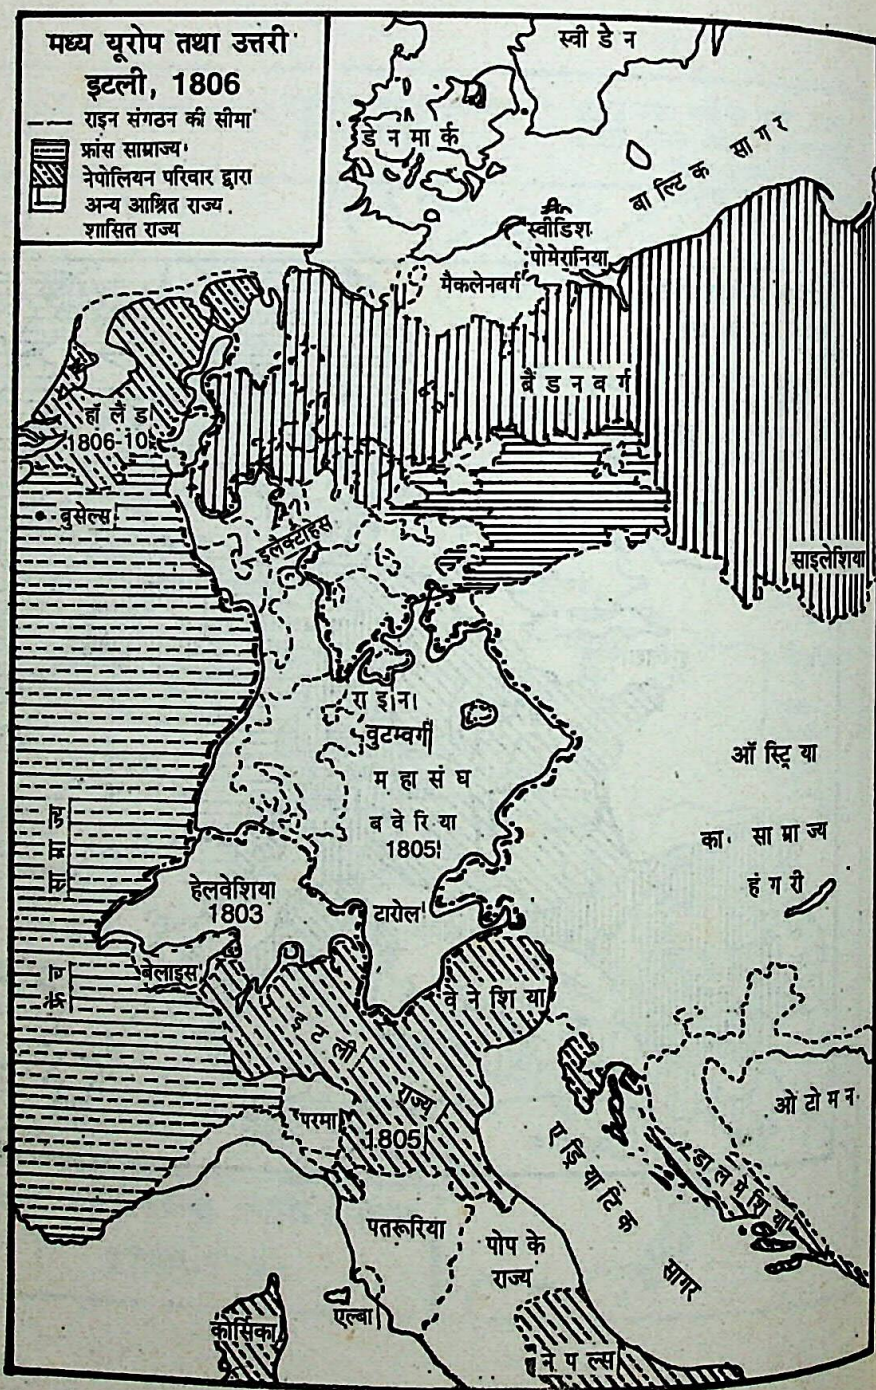 मध्य यूरोप तथा उत्तरी
इटली, 1806
राइन संगठन की सीमा
फ्रांस साम्राज्य
नेपोलियन परिवार द्वारा
अन्य आश्रित राज्य
शासित राज्य
स्वीडेन
डेनमार्क
बाल्टिक सागर
स्वीडिश
पोमेरानिया
मैकलेनबर्ग
ब्रैंडनबर्ग
हॉलैंड
1806-10
बुसेल्स
इलेक्टोहेस
साइलेशिया
राइन
वुटम्वर्गी
महासंघ
बवेरिया
1805
ऑस्ट्रिया
का साम्राज्य
हंगरी
हेलवेशिया
1803
टारोल
बेलाइस
वेनेशिया
इटली
राज्य
1805
परमा
ओटोमन
डालमेशिया
एड्रियाटिक
सागर
पतरूरिया
पोप के
राज्य
एल्बा
कोर्सिका
नेपल्स